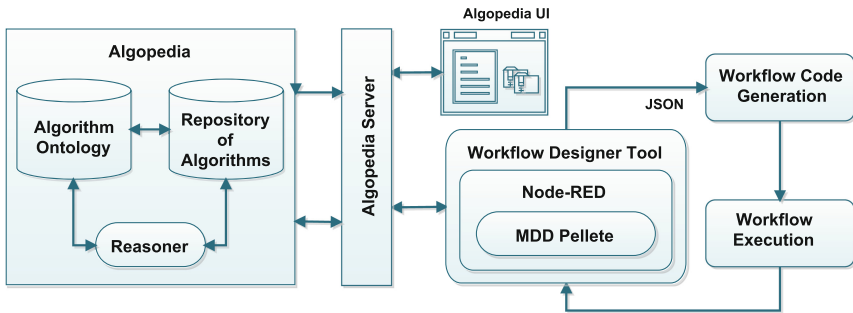 Algopedia UI
Algopedia
Algorithm
Ontology
Repository
of
Algorithms
Reasoner
Algopedia Server
Workflow Designer Tool
Node-RED
MDD Pellete
JSON
Workflow Code
Generation
Workflow
Execution